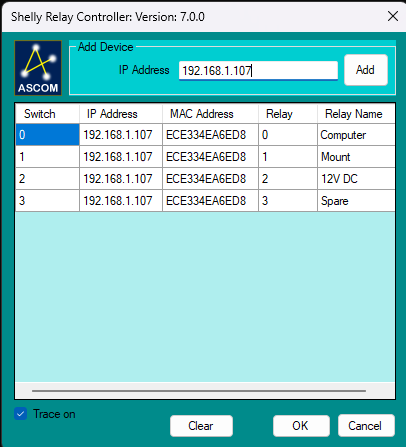 Shelly Relay Controller: Version: 7.0.0
Add Device
IP Address 192.168.1.107 Add
ASCOM
Switch IP Address MAC Address Relay Relay Name
0 192.168.1.107 ECE334EA6ED8 0 Computer
1 192.168.1.107 ECE334EA6ED8 1 Mount
2 192.168.1.107 ECE334EA6ED8 2 12V DC
3 192.168.1.107 ECE334EA6ED8 3 Spare
Trace on
Clear OK Cancel